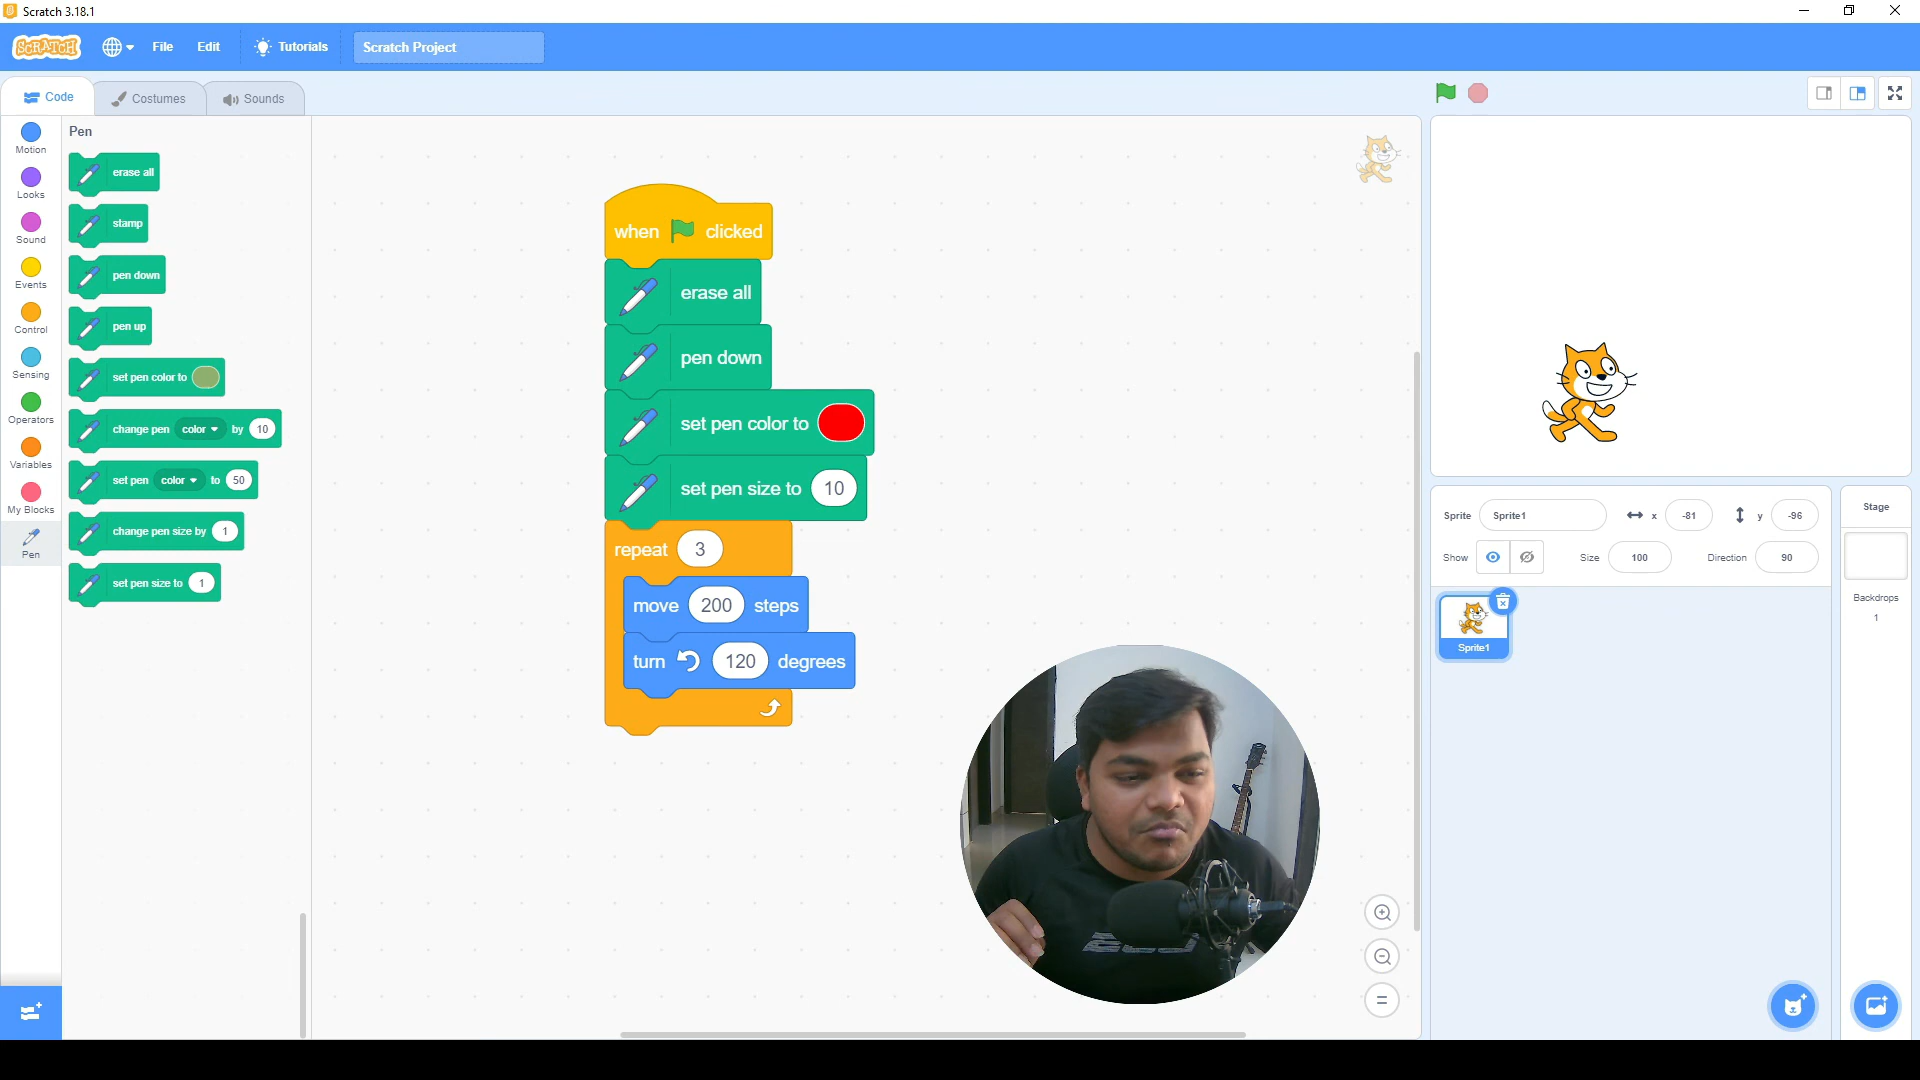 Scratch 3.18.1
SCRATCH
File
Edit
Tutorials
Scratch Project
Code
Costumes
Sounds
Motion
Looks
Sound
Events
Control
Sensing
Operators
Variables
My Blocks
Pen
Pen
erase all
stamp
pen down
pen up
set pen color to
change pen color by 10
set pen color to 50
change pen size by 1
set pen size to 1
when clicked
erase all
pen down
set pen color to
set pen size to 10
repeat 3
move 200 steps
turn 120 degrees
Sprite Sprite1 x -81 y -96
Show Size 100 Direction 90
Sprite1
Stage
Backdrops
1